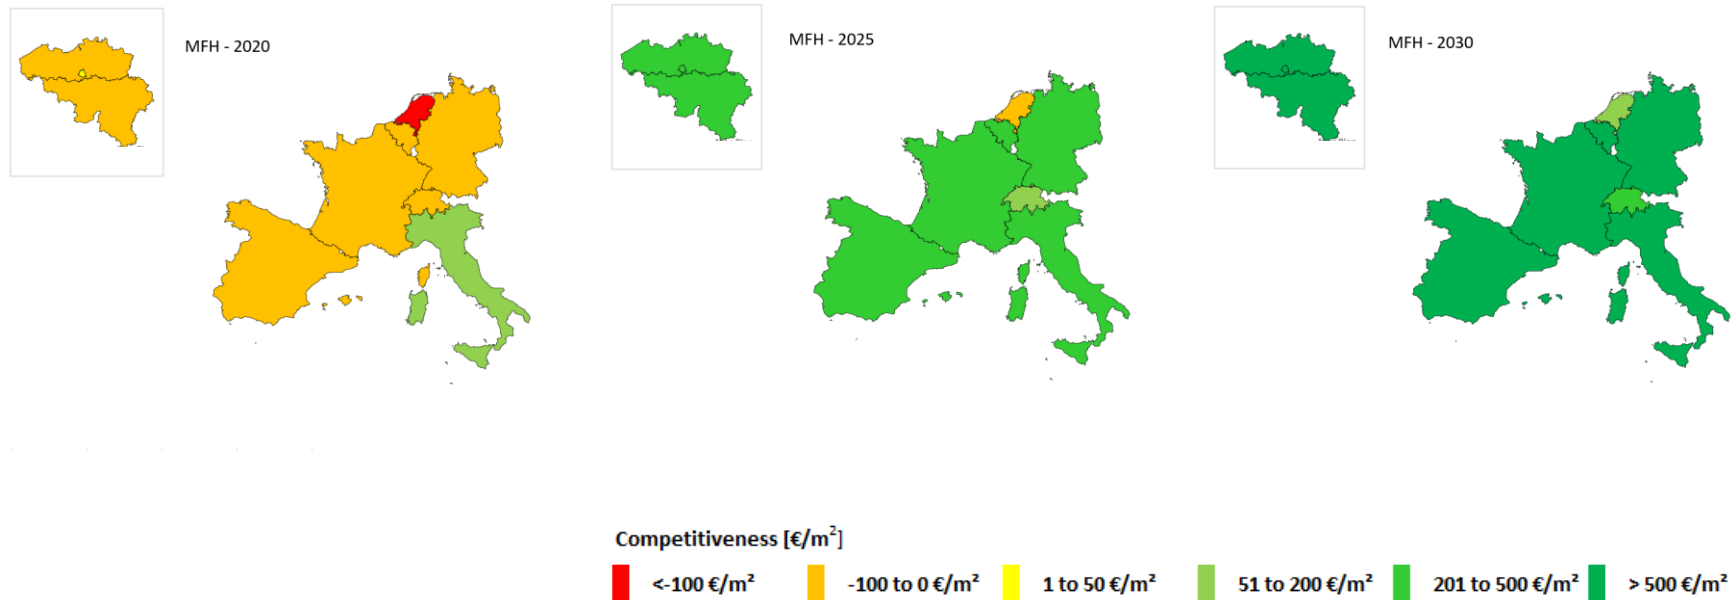 MFH - 2020
MFH - 2025
MFH - 2030
Competitiveness [€/m²]
<-100 €/m²
-100 to 0 €/m²
1 to 50 €/m²
51 to 200 €/m²
201 to 500 €/m²
> 500 €/m²